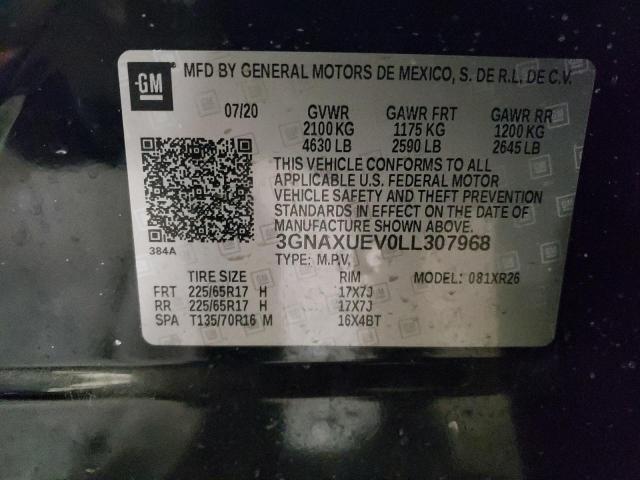 GM MFD BY GENERAL MOTORS DE MEXICO, S. DE R.L. DE C.V.
07/20 GVWR GAWR FRT GAWR RR
2100 KG 1175 KG 1200 KG
4630 LB 2590 LB 2645 LB
THIS VEHICLE CONFORMS TO ALL
APPLICABLE U.S. FEDERAL MOTOR
VEHICLE SAFETY AND THEFT PREVENTION
STANDARDS IN EFFECT ON THE DATE OF
MANUFACTURE SHOWN ABOVE.
384A
3GNAXUEV0LL307968
TYPE: M.P.V.
TIRE SIZE RIM MODEL: 081XR26
FRT 225/65R17 H 17X7J
RR 225/65R17 H 17X7J
SPA T135/70R16 M 16X4BT